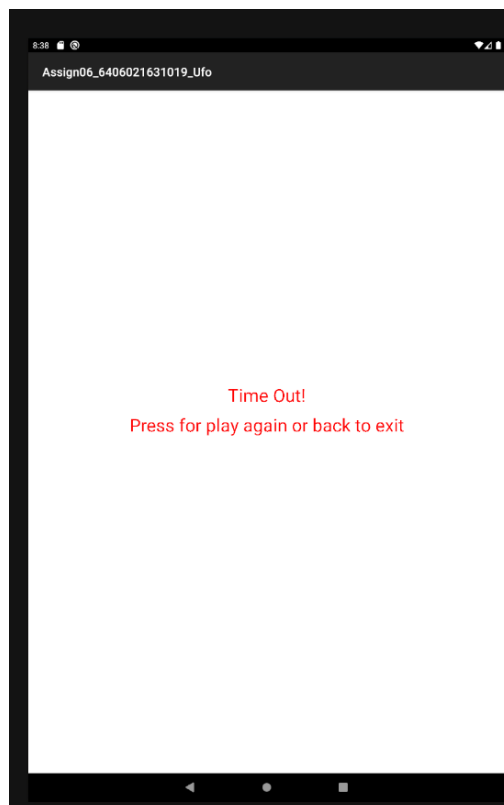 8:38
Assign06_6406021631019_Ufo
Time Out!
Press for play again or back to exit